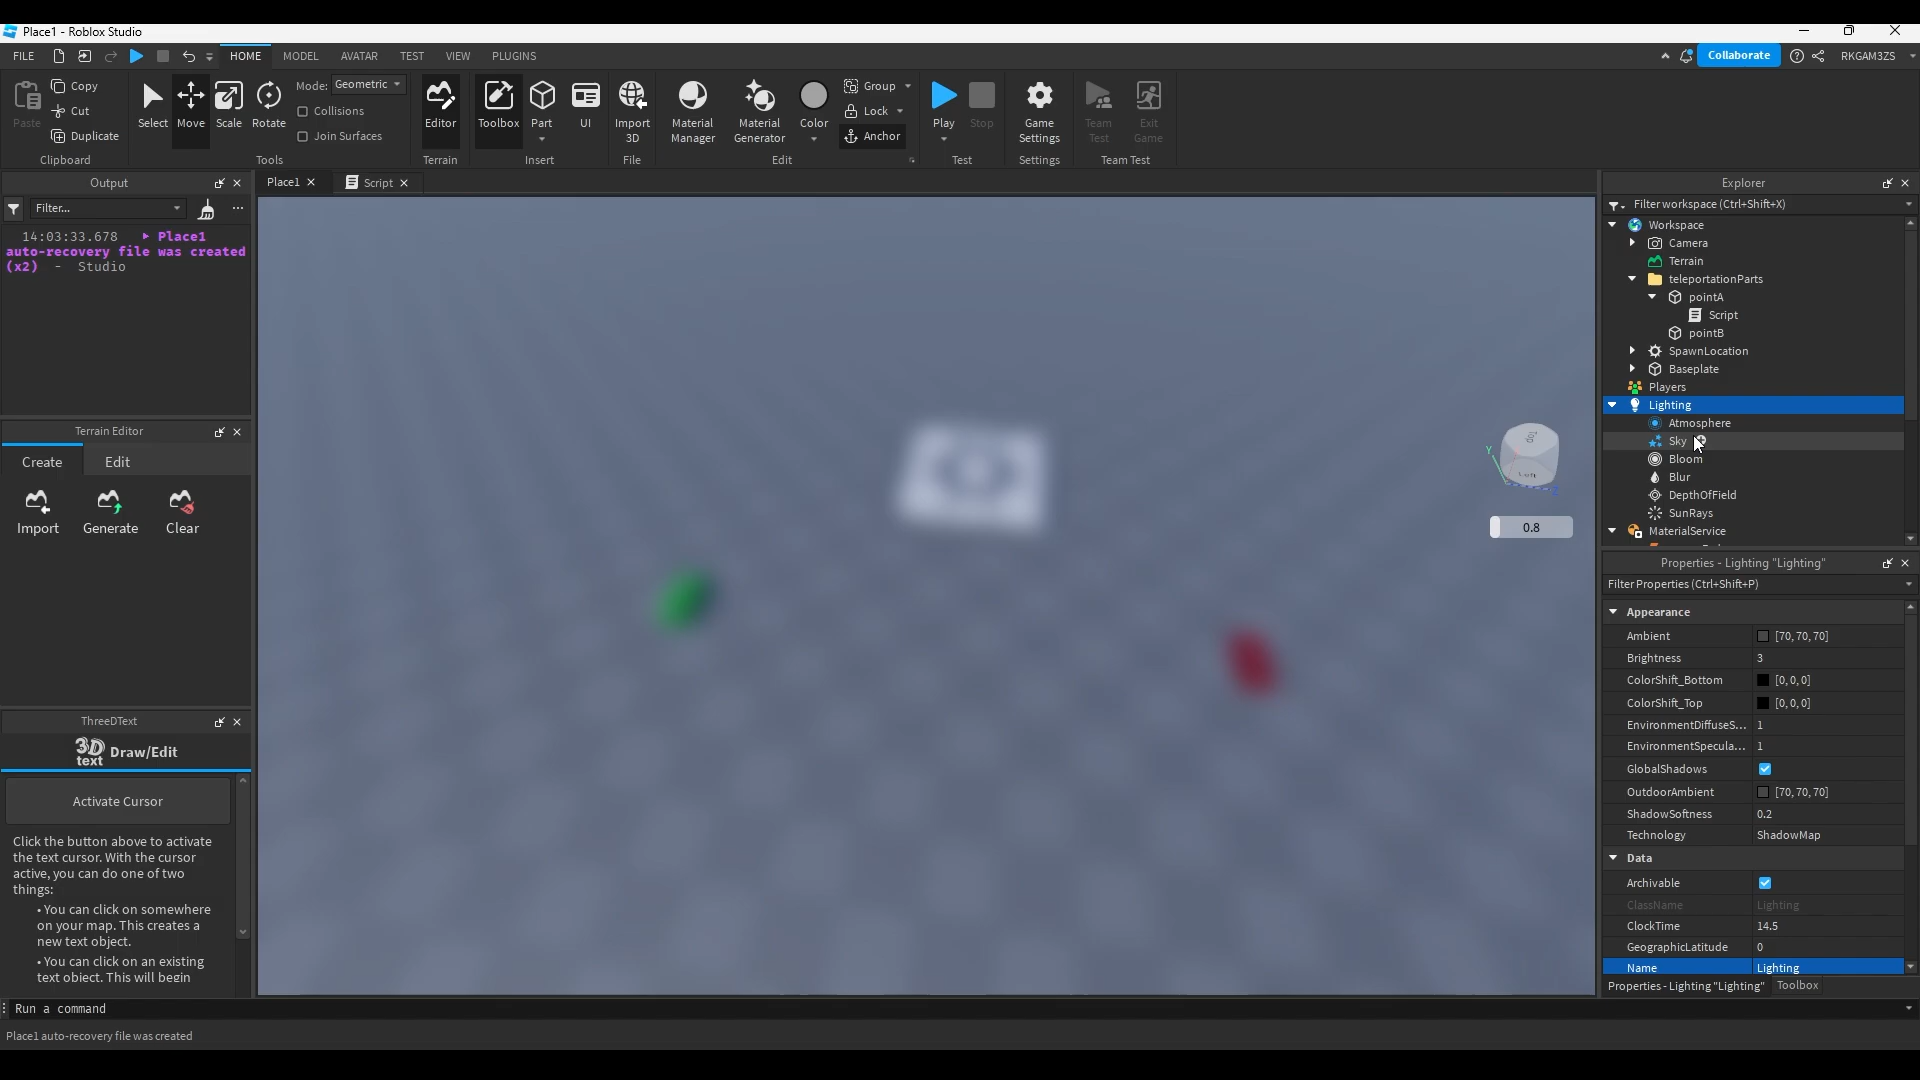 Place1 - Roblox Studio
FILE HOME MODEL AVATAR TEST VIEW PLUGINS Collaborate RKGAM3ZS
Paste
Copy
Cut
Duplicate
Clipboard
Select Move Scale Rotate
Mode: Geometric
Collisions
Join Surfaces
Tools
Editor
Terrain
Toolbox Part UI
Insert
Import
3D
File
Material
Manager
Material
Generator
Color
Group
Lock
Anchor
Edit
Play Stop
Test
Game
Settings
Settings
Team
Test
Exit
Game
Team Test
Output
Filter...
14:03:33.678 Place1
auto-recovery file was created
(x2) - Studio
Terrain Editor
Create Edit
Import Generate Clear
ThreeDText
3D
text
Draw/Edit
Activate Cursor
Click the button above to activate
the text cursor. With the cursor
active, you can do one of two
things:
• You can click on somewhere
on your map. This creates a
new text object.
• You can click on an existing
text object. This will begin
Place1 Script
Top
Left
Y
Z
0.8
Explorer
Filter workspace (Ctrl+Shift+X)
Workspace
Camera
Terrain
teleportationParts
pointA
Script
pointB
SpawnLocation
Baseplate
Players
Lighting
Atmosphere
Sky
Bloom
Blur
DepthOfField
SunRays
MaterialService
Properties - Lighting "Lighting"
Filter Properties (Ctrl+Shift+P)
Appearance
Ambient [70, 70, 70]
Brightness 3
ColorShift_Bottom [0, 0, 0]
ColorShift_Top [0, 0, 0]
EnvironmentDiffuseS... 1
EnvironmentSpecula... 1
GlobalShadows
OutdoorAmbient [70, 70, 70]
ShadowSoftness 0.2
Technology ShadowMap
Data
Archivable
ClassName Lighting
ClockTime 14.5
GeographicLatitude 0
Name Lighting
Properties - Lighting "Lighting" Toolbox
Run a command
Place1 auto-recovery file was created